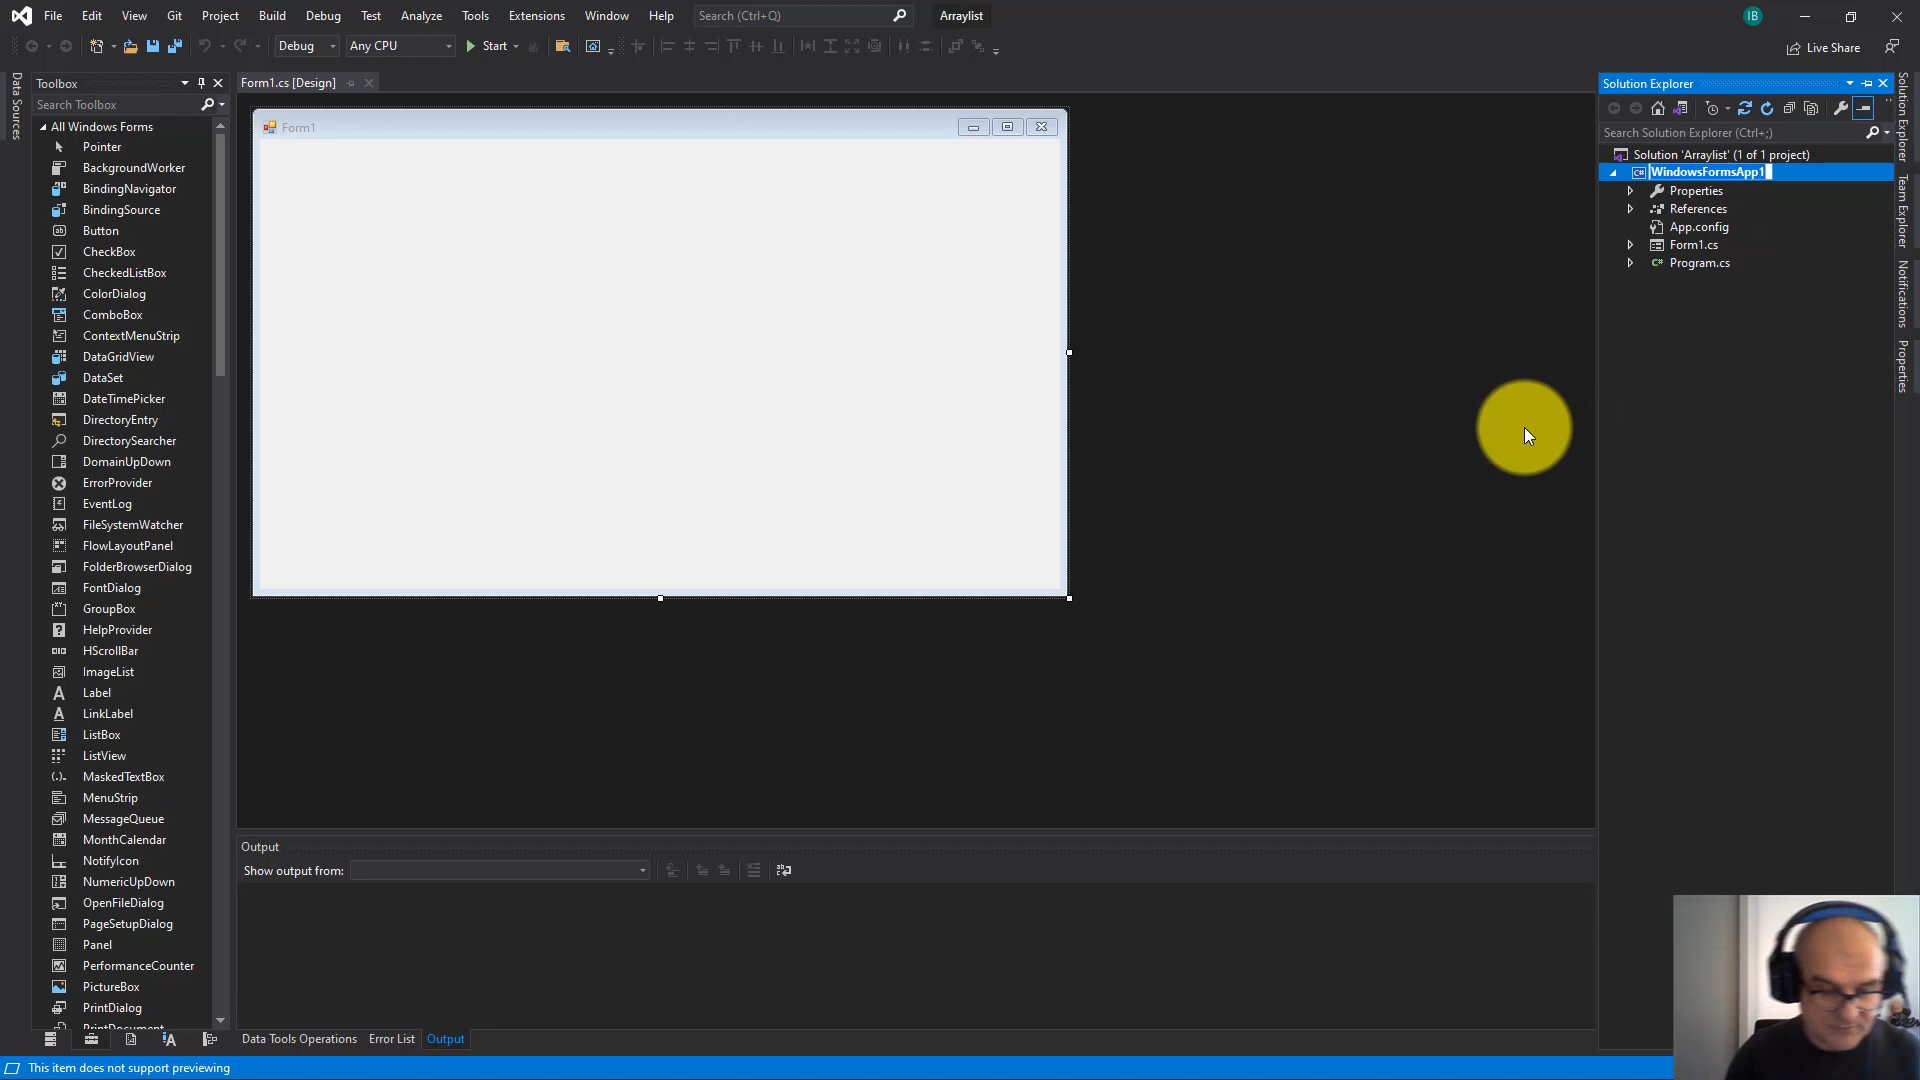 File Edit View Git Project Build Debug Test Analyze Tools Extensions Window Help Search (Ctrl+Q) Arraylist IB
Debug Any CPU Start Live Share
Data Sources
Toolbox
Search Toolbox
All Windows Forms
Pointer
BackgroundWorker
BindingNavigator
BindingSource
Button
CheckBox
CheckedListBox
ColorDialog
ComboBox
ContextMenuStrip
DataGridView
DataSet
DateTimePicker
DirectoryEntry
DirectorySearcher
DomainUpDown
ErrorProvider
EventLog
FileSystemWatcher
FlowLayoutPanel
FolderBrowserDialog
FontDialog
GroupBox
HelpProvider
HScrollBar
ImageList
Label
LinkLabel
ListBox
ListView
MaskedTextBox
MenuStrip
MessageQueue
MonthCalendar
NotifyIcon
NumericUpDown
OpenFileDialog
PageSetupDialog
Panel
PerformanceCounter
PictureBox
PrintDialog
PrintDocument
Form1.cs [Design]
Form1
Output
Show output from:
Data Tools Operations Error List Output
Solution Explorer
Search Solution Explorer (Ctrl+;)
Solution 'Arraylist' (1 of 1 project)
WindowsFormsApp1
Properties
References
App.config
Form1.cs
Program.cs
Solution Explorer
Team Explorer
Notifications
Properties
This item does not support previewing